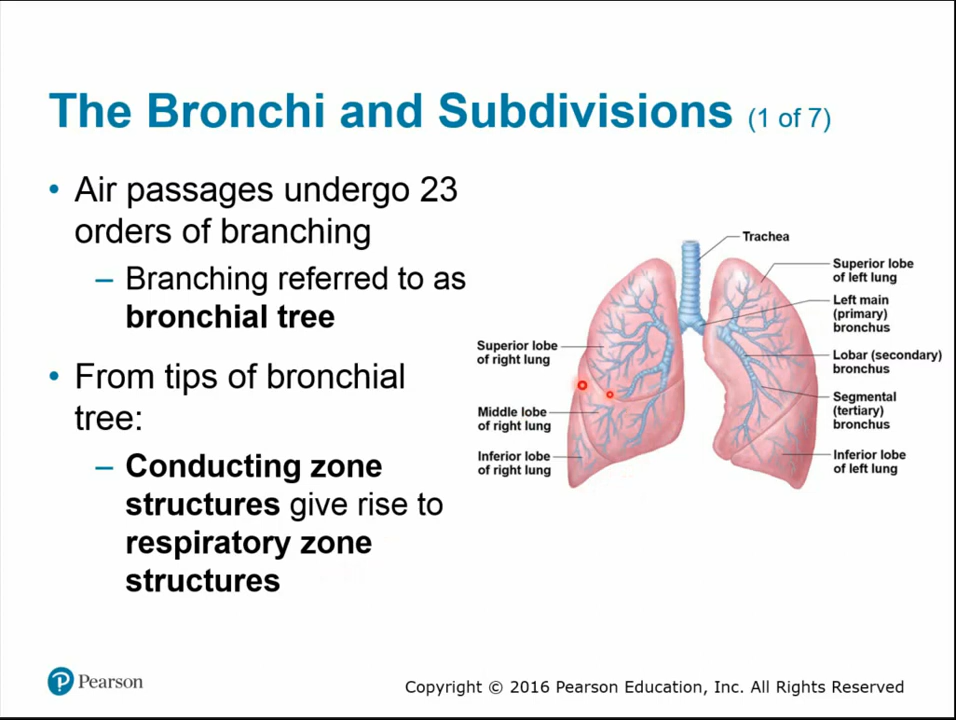 The Bronchi and Subdivisions (1 of 7)
• Air passages undergo 23
orders of branching
– Branching referred to as
bronchial tree
• From tips of bronchial
tree:
– Conducting zone
structures give rise to
respiratory zone
structures
Trachea
Superior lobe
of left lung
Left main
(primary)
bronchus
Superior lobe
of right lung
Lobar (secondary)
bronchus
Segmental
(tertiary)
bronchus
Middle lobe
of right lung
Inferior lobe
of right lung
Inferior lobe
of left lung
P Pearson
Copyright © 2016 Pearson Education, Inc. All Rights Reserved